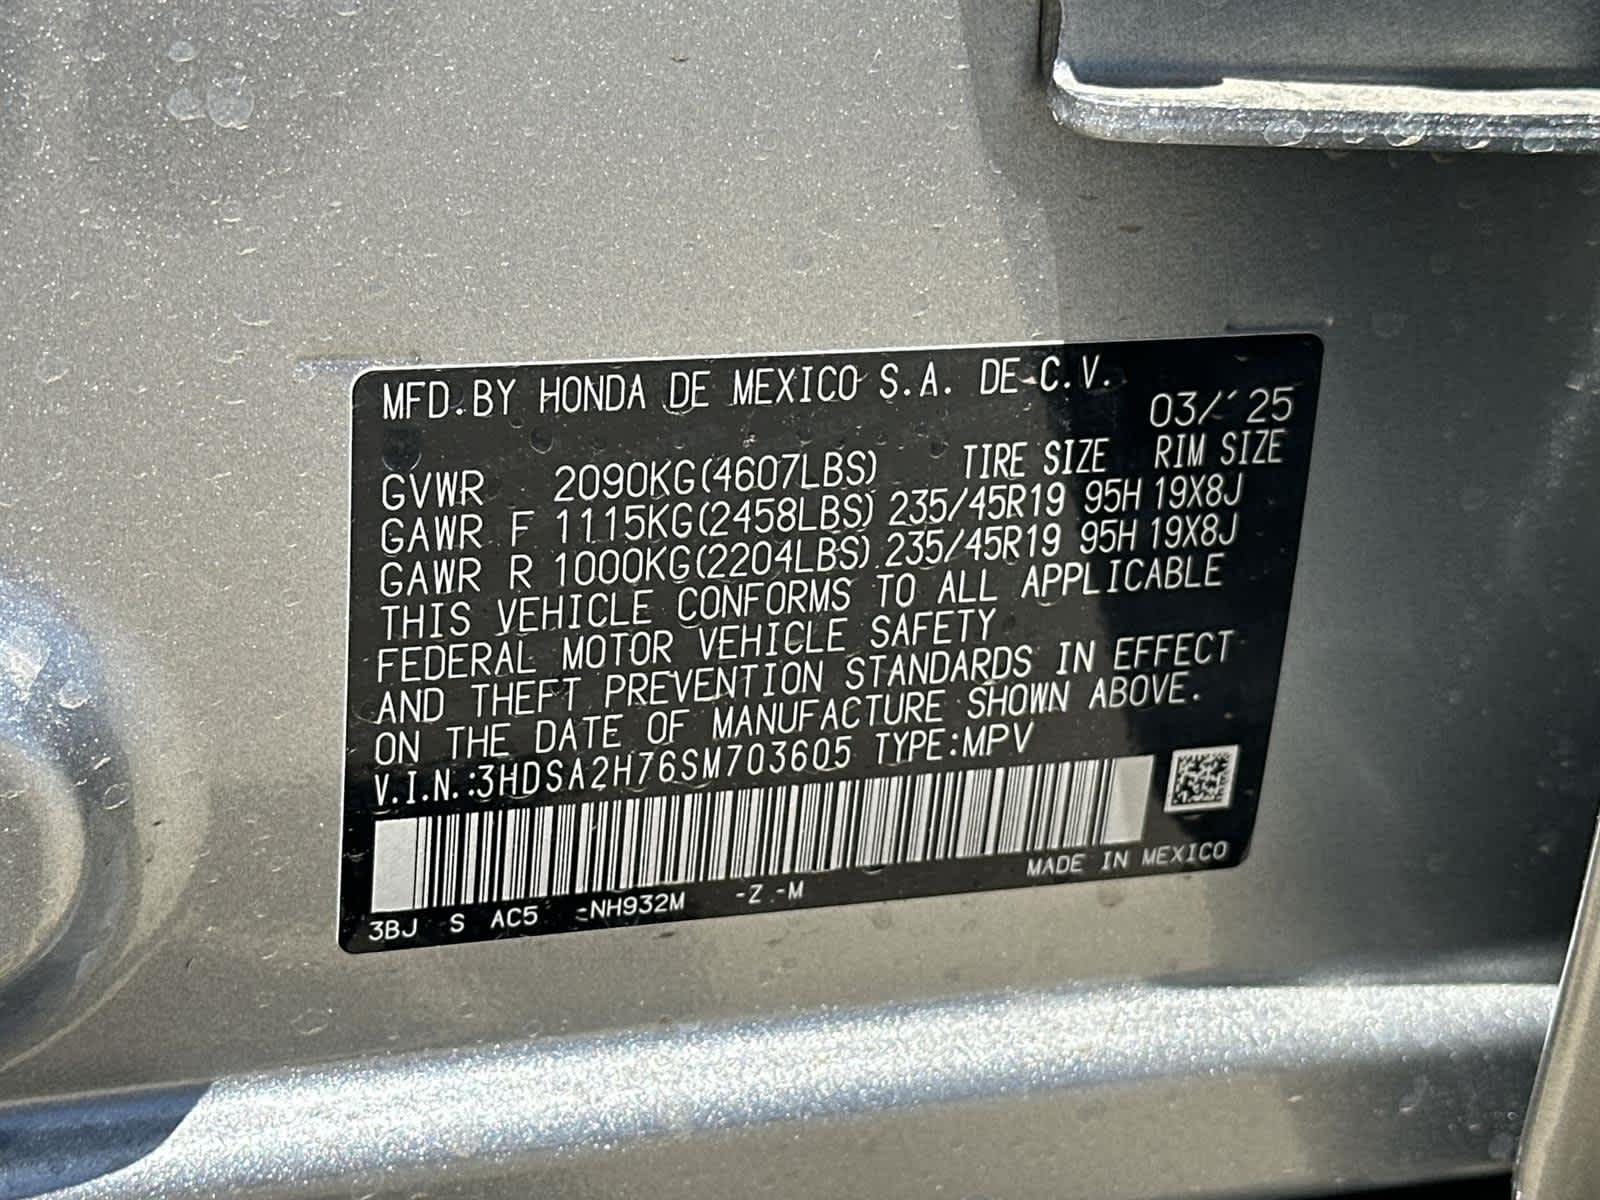 MFD.BY HONDA DE MEXICO S.A. DE C.V.
03/'25
TIRE SIZE RIM SIZE
GVWR 2090KG(4607LBS)
GAWR F 1115KG(2458LBS) 235/45R19 95H 19X8J
GAWR R 1000KG(2204LBS) 235/45R19 95H 19X8J
THIS VEHICLE CONFORMS TO ALL APPLICABLE
FEDERAL MOTOR VEHICLE SAFETY
AND THEFT PREVENTION STANDARDS IN EFFECT
ON THE DATE OF MANUFACTURE SHOWN ABOVE.
V.I.N.:3HDSA2H76SM703605 TYPE:MPV
MADE IN MEXICO
3BJ S AC5 -NH932M -Z -M